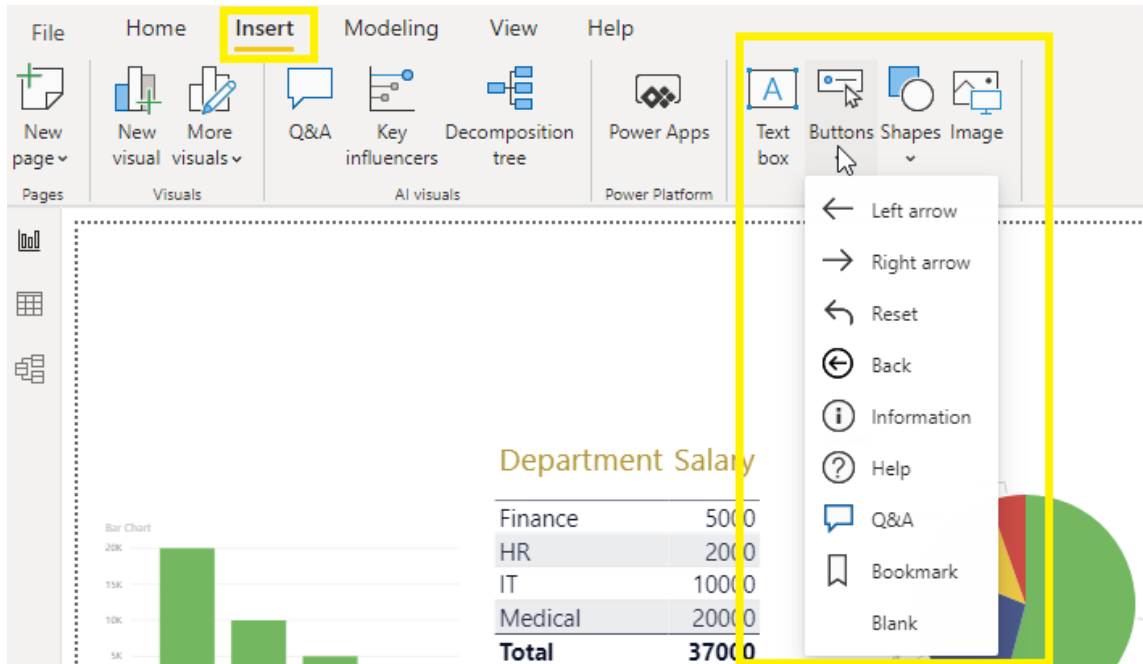 File Home Insert Modeling View Help
New page
New visual
More visuals
Q&A
Key influencers
Decomposition tree
Power Apps
Text box
Buttons
Shapes
Image
Pages Visuals AI visuals Power Platform
Left arrow
Right arrow
Reset
Back
Information
Help
Q&A
Bookmark
Blank
Department Salary
Finance 5000
HR 2000
IT 10000
Medical 20000
Total 37000
Bar Chart
20K
15K
10K
5K